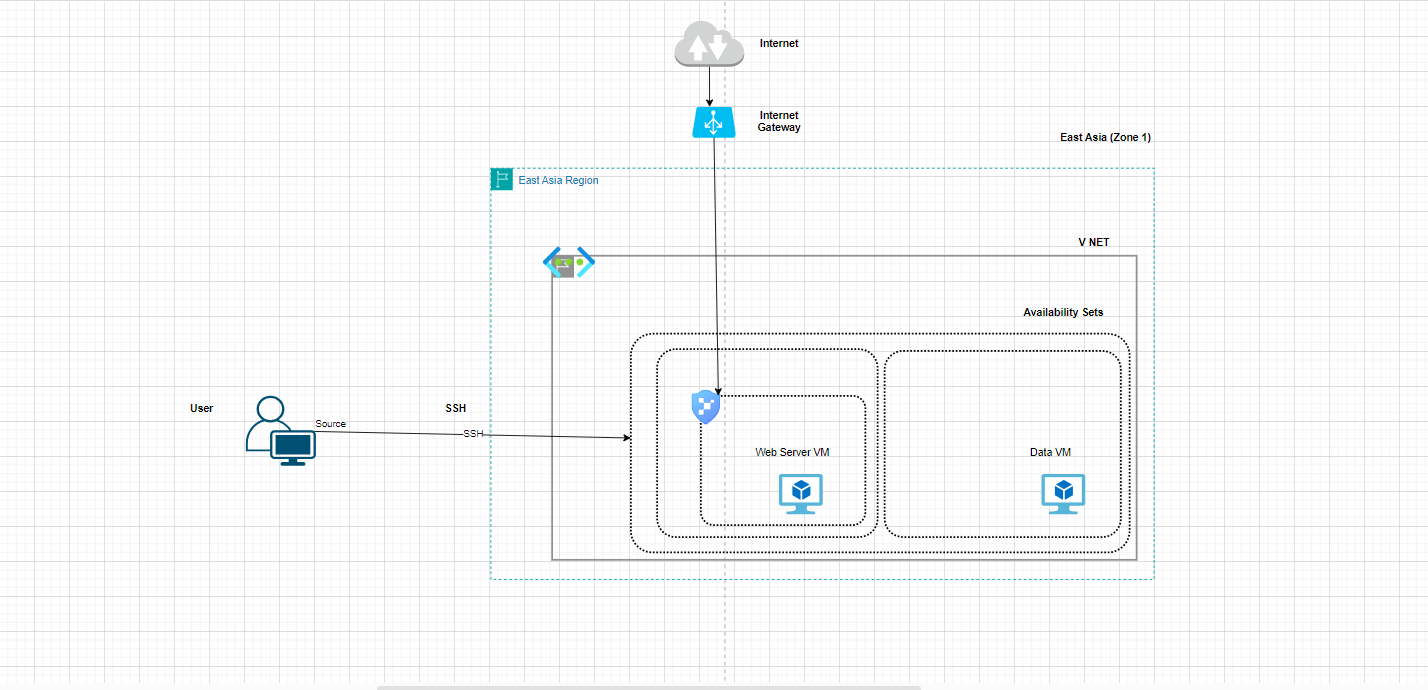 Internet
Internet
Gateway
East Asia (Zone 1)
East Asia Region
V NET
Availability Sets
User
Source
SSH
SSH
Web Server VM
Data VM